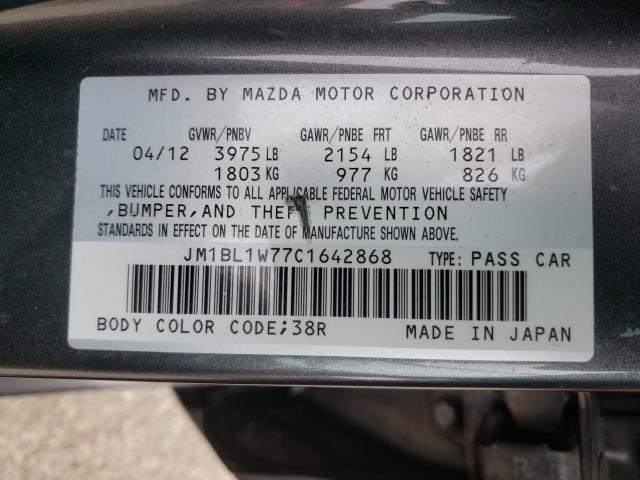 MFD. BY MAZDA MOTOR CORPORATION
DATE GVWR/PNBV GAWR/PNBE FRT GAWR/PNBE RR
04/12 3975 LB 2154 LB 1821 LB
1803 KG 977 KG 826 KG
THIS VEHICLE CONFORMS TO ALL APPLICABLE FEDERAL MOTOR VEHICLE SAFETY
,BUMPER,AND THEFT PREVENTION
STANDARDS IN EFFECT ON THE DATE OF MANUFACTURE SHOWN ABOVE.
JM1BL1W77C1642868 TYPE: PASS CAR
BODY COLOR CODE;38R MADE IN JAPAN